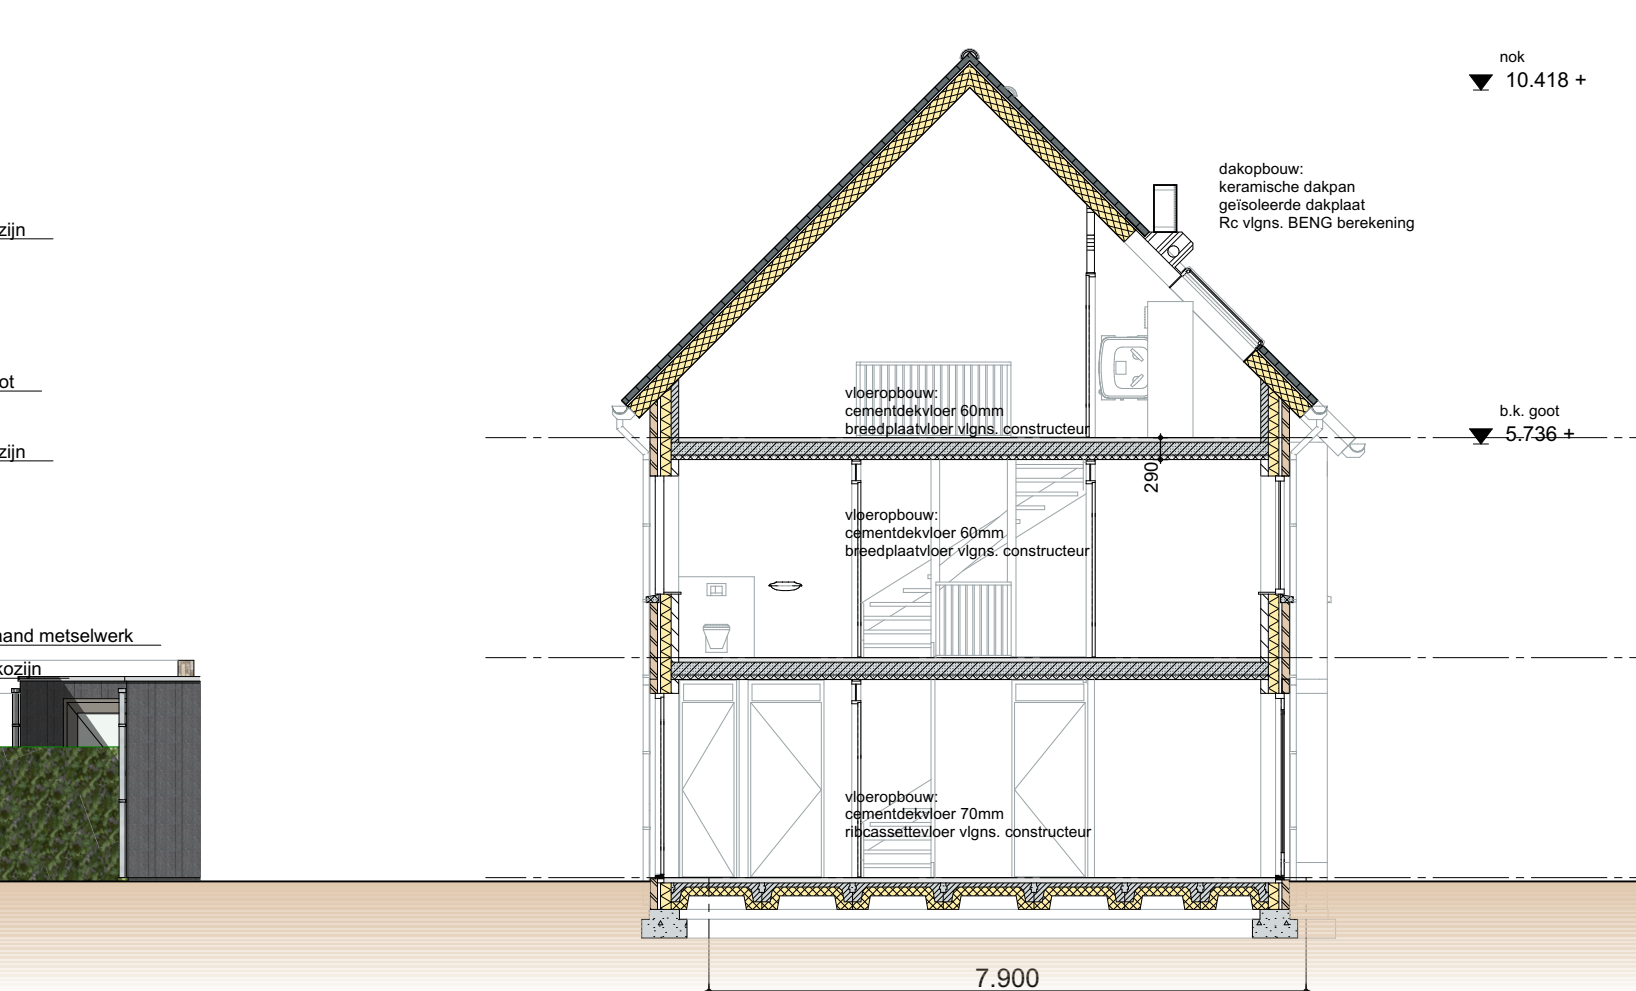 nok
10.418 +
dakopbouw:
keramische dakpan
geïsoleerde dakplaat
Rc vlgns. BENG berekening
zijn
ot
zijn
b.k. goot
5.736 +
vloeropbouw:
cementdekvloer 60mm
breedplaatvloer vlgns. constructeur
290
vloeropbouw:
cementdekvloer 60mm
breedplaatvloer vlgns. constructeur
and metselwerk
kozijn
vloeropbouw:
cementdekvloer 70mm
ribcassettevloer vlgns. constructeur
7.900